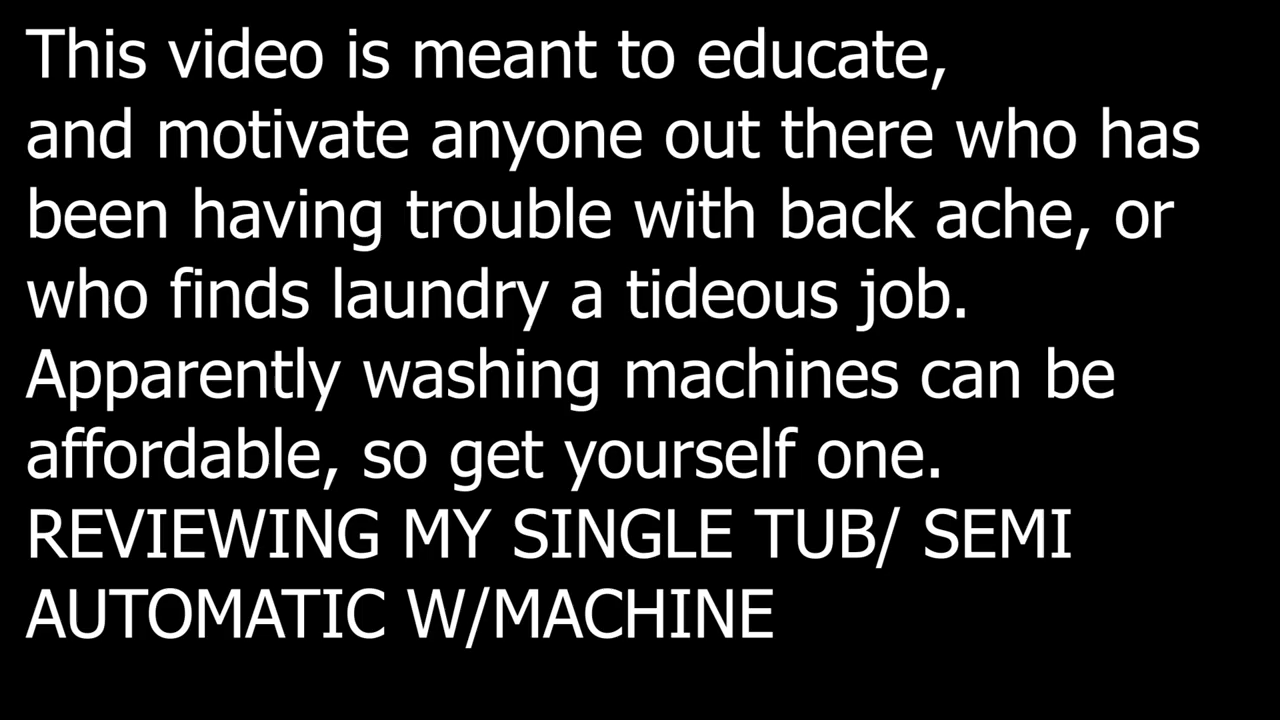 This video is meant to educate,
and motivate anyone out there who has
been having trouble with back ache, or
who finds laundry a tideous job.
Apparently washing machines can be
affordable, so get yourself one.
REVIEWING MY SINGLE TUB/ SEMI
AUTOMATIC W/MACHINE